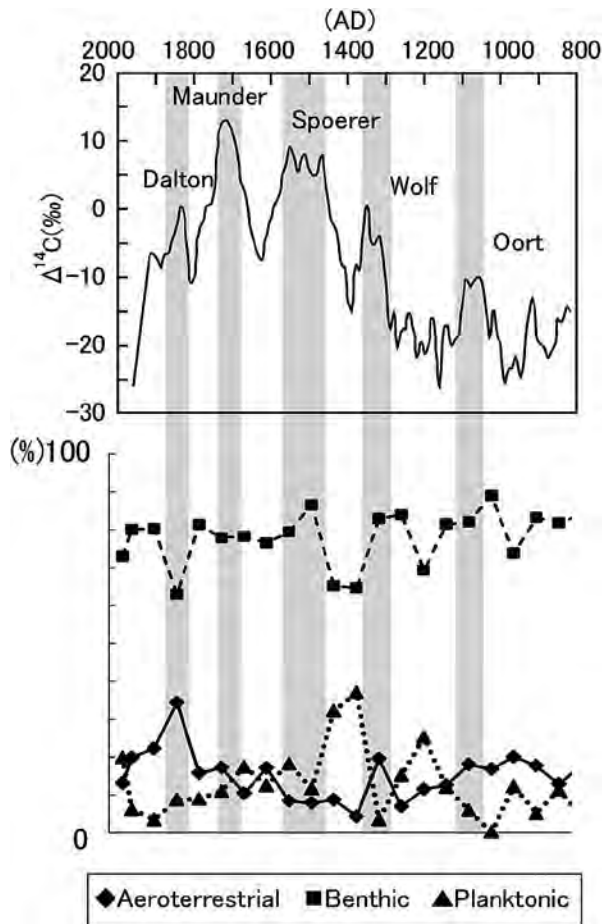 (AD)
2000 1800 1600 1400 1200 1000 800
20
Maunder
10
Spoerer
Dalton
0
Wolf
Δ¹⁴C(‰)
Oort
−10
−20
−30
(%)100
0
Aeroterrestrial Benthic Planktonic